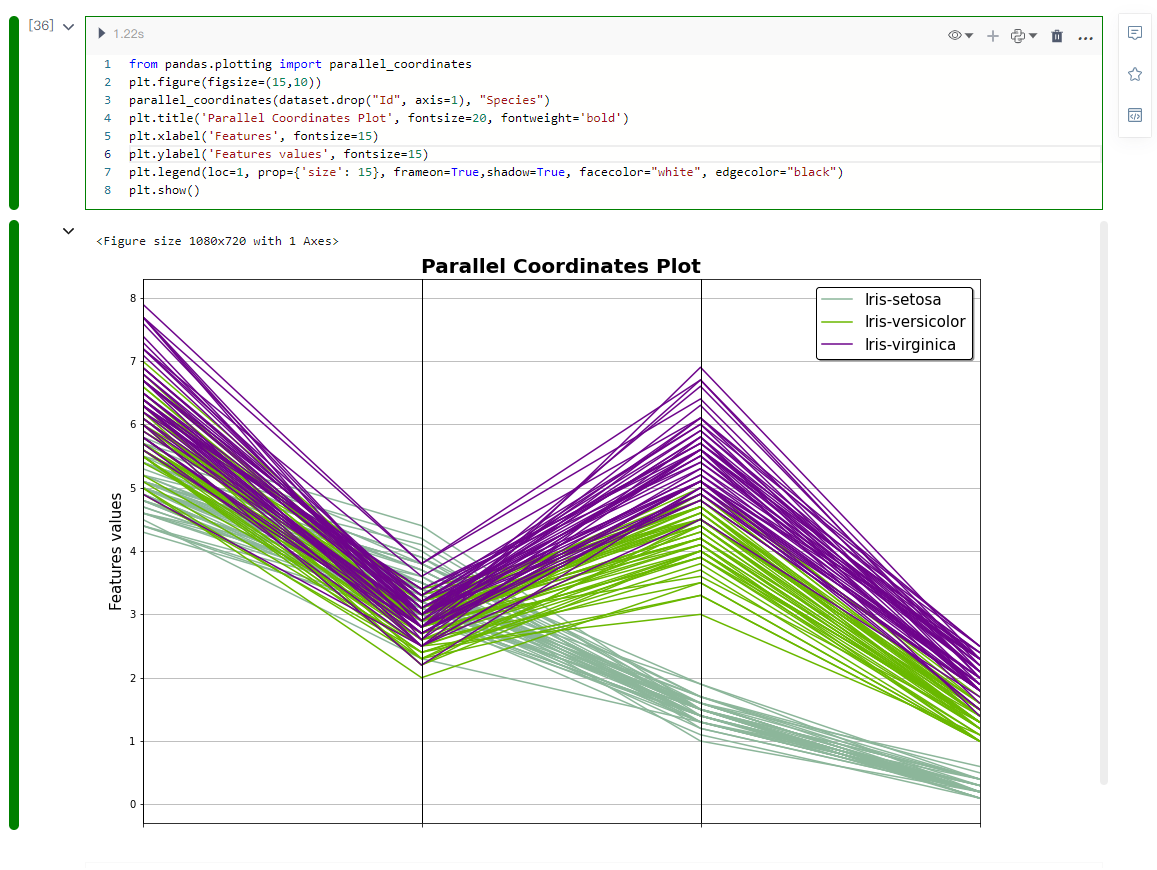 [36]
1.22s
1 from pandas.plotting import parallel_coordinates
2 plt.figure(figsize=(15,10))
3 parallel_coordinates(dataset.drop("Id", axis=1), "Species")
4 plt.title('Parallel Coordinates Plot', fontsize=20, fontweight='bold')
5 plt.xlabel('Features', fontsize=15)
6 plt.ylabel('Features values', fontsize=15)
7 plt.legend(loc=1, prop={'size': 15}, frameon=True,shadow=True, facecolor="white", edgecolor="black")
8 plt.show()
<Figure size 1080x720 with 1 Axes>
Parallel Coordinates Plot
Iris-setosa
Iris-versicolor
Iris-virginica
8
7
6
5
4
3
2
1
0
Features values